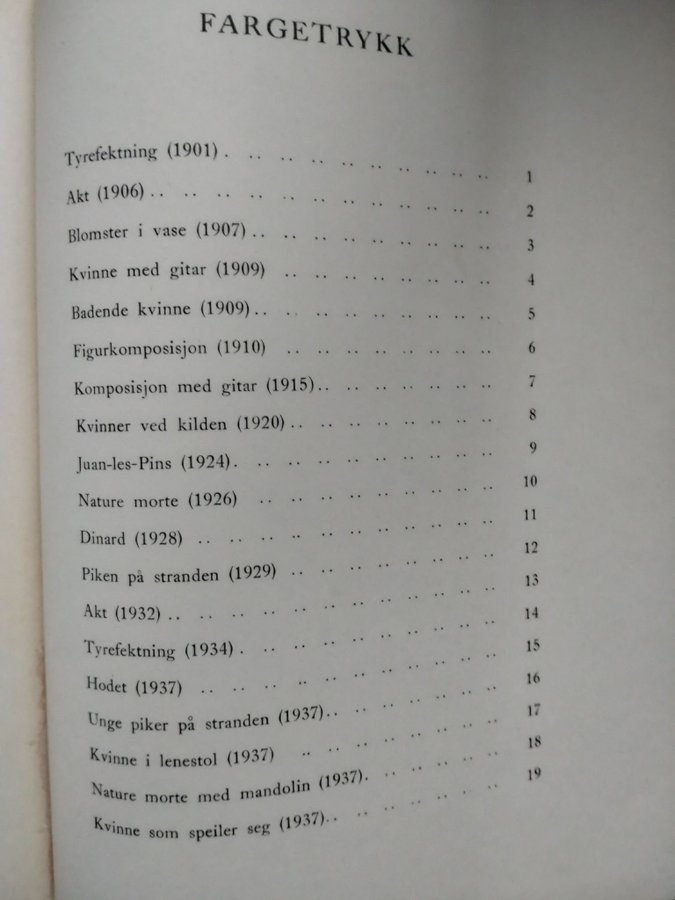 FARGETRYKK
Tyrefektning (1901) . .. .. .. .. .. .. .. .. .. 1
Akt (1906) .. .. .. .. .. .. .. .. .. .. .. .. 2
Blomster i vase (1907) .. .. .. .. .. .. .. .. .. 3
Kvinne med gitar (1909) .. .. .. .. .. .. .. .. 4
Badende kvinne (1909) .. .. .. .. .. .. .. .. .. 5
Figurkomposisjon (1910) .. .. .. .. .. .. .. .. 6
Komposisjon med gitar (1915) .. .. .. .. .. .. .. 7
Kvinner ved kilden (1920) .. .. .. .. .. .. .. .. 8
Juan-les-Pins (1924) . .. .. .. .. .. .. .. .. .. 9
Nature morte (1926) .. .. .. .. .. .. .. .. .. 10
Dinard (1928) .. .. .. .. .. .. .. .. .. .. .. 11
Piken på stranden (1929) .. .. .. .. .. .. .. .. 12
Akt (1932) .. .. .. .. .. .. .. .. .. .. .. .. 13
Tyrefektning (1934) . .. .. .. .. .. .. .. .. .. 14
Hodet (1937) .. .. .. .. .. .. .. .. .. .. .. 15
Unge piker på stranden (1937) .. .. .. .. .. .. .. 16
Kvinne i lenestol (1937) .. .. .. .. .. .. .. 17
Nature morte med mandolin (1937) . .. .. .. .. .. 18
Kvinne som speiler seg (1937) .. .. .. .. .. .. .. 19